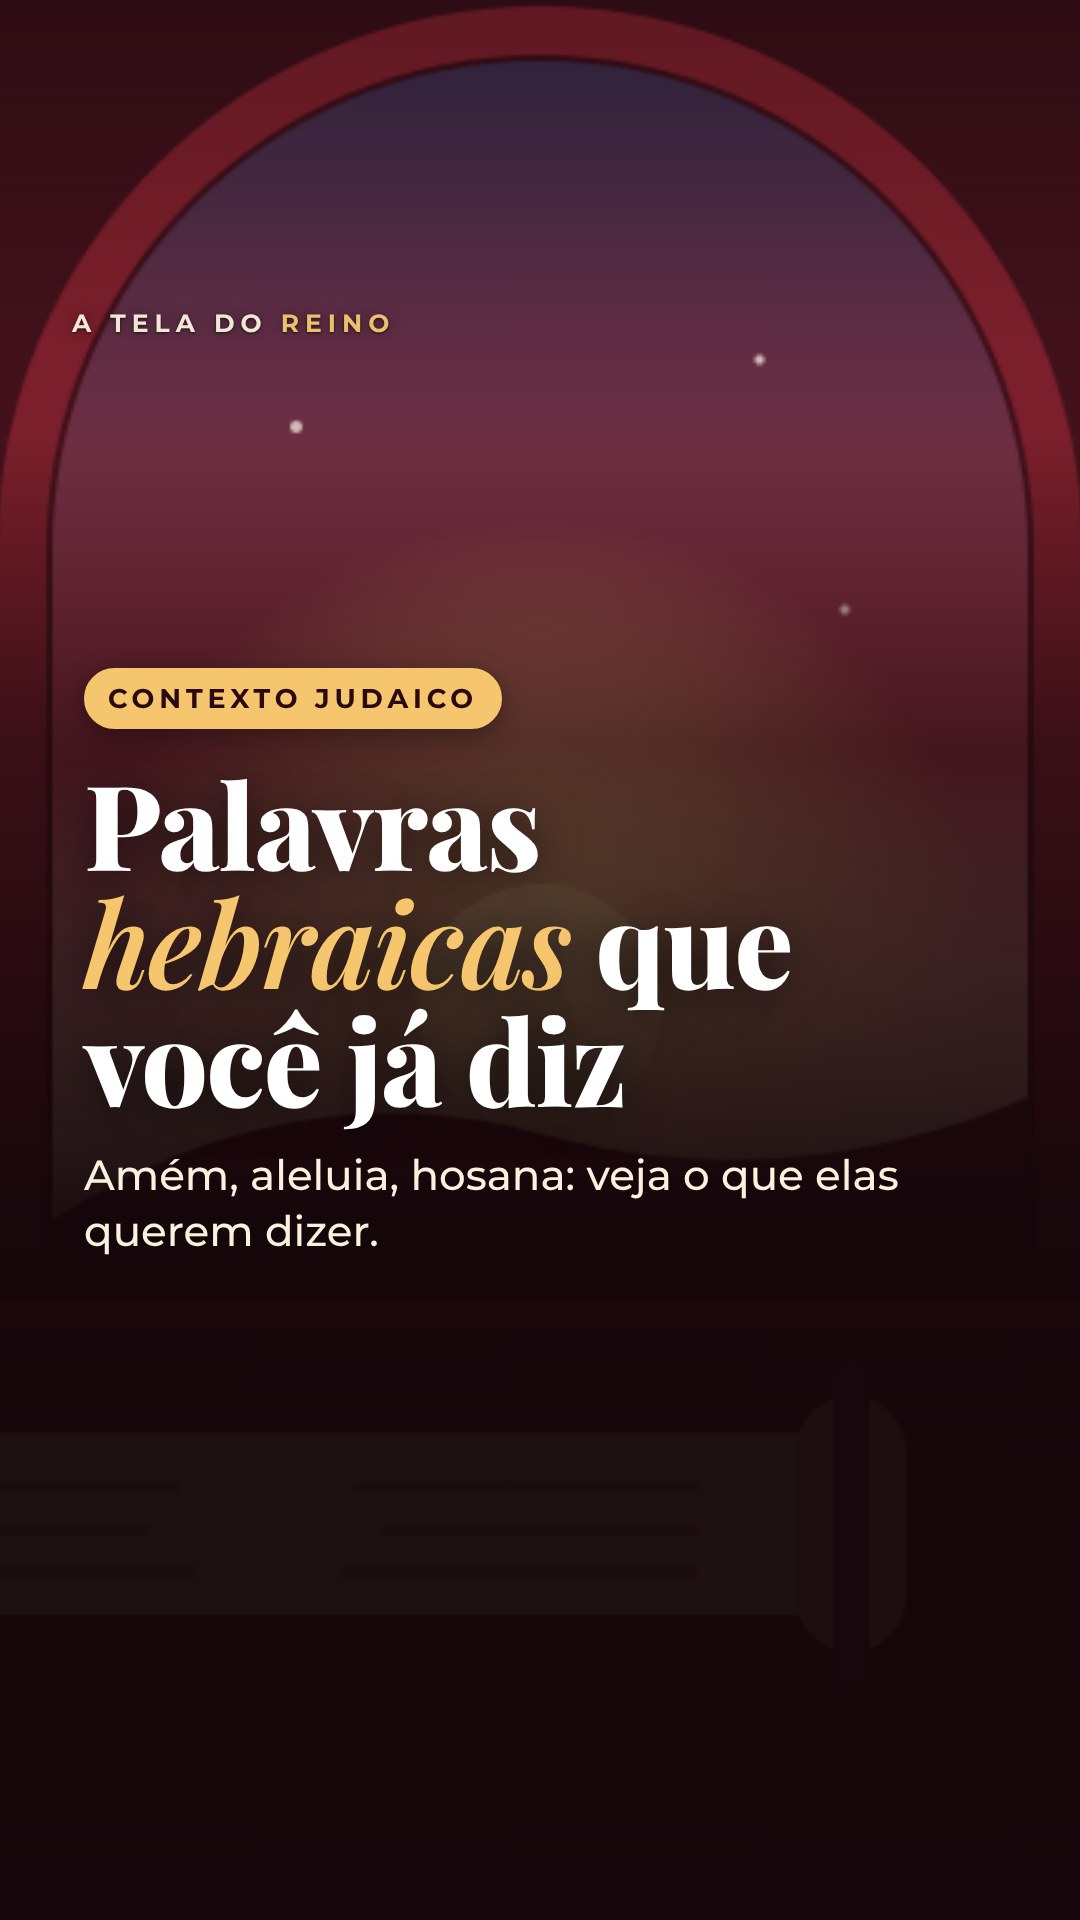 A TELA DO REINO
CONTEXTO JUDAICO
Palavras
hebraicas que
você já diz
Amém, aleluia, hosana: veja o que elas
querem dizer.